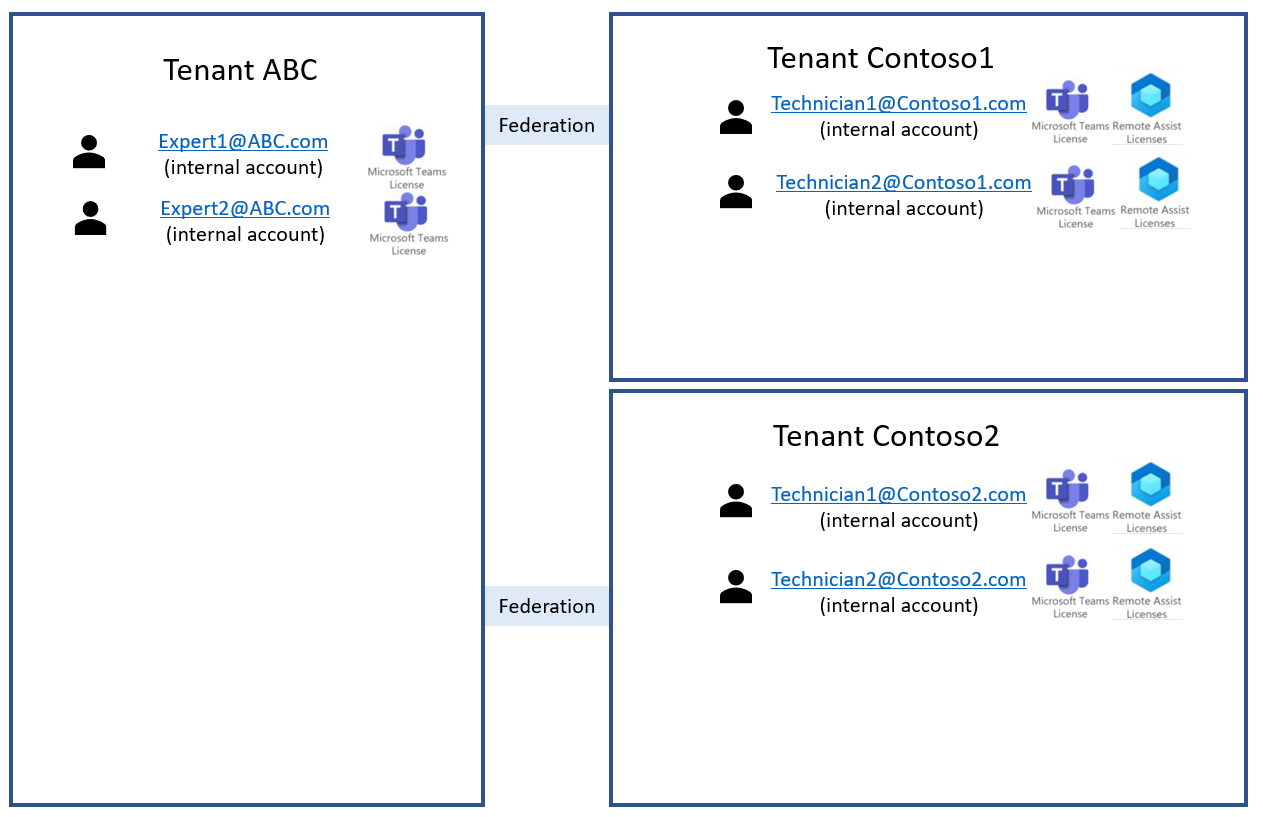 Tenant ABC
Expert1@ABC.com
(internal account)
T
Microsoft Teams
License
Expert2@ABC.com
(internal account)
T
Microsoft Teams
License
Federation
Federation
Tenant Contoso1
Technician1@Contoso1.com
(internal account)
T
Microsoft Teams
License
Remote Assist
Licenses
Technician2@Contoso1.com
(internal account)
T
Microsoft Teams
License
Remote Assist
Licenses
Tenant Contoso2
Technician1@Contoso2.com
(internal account)
T
Microsoft Teams
License
Remote Assist
Licenses
Technician2@Contoso2.com
(internal account)
T
Microsoft Teams
License
Remote Assist
Licenses